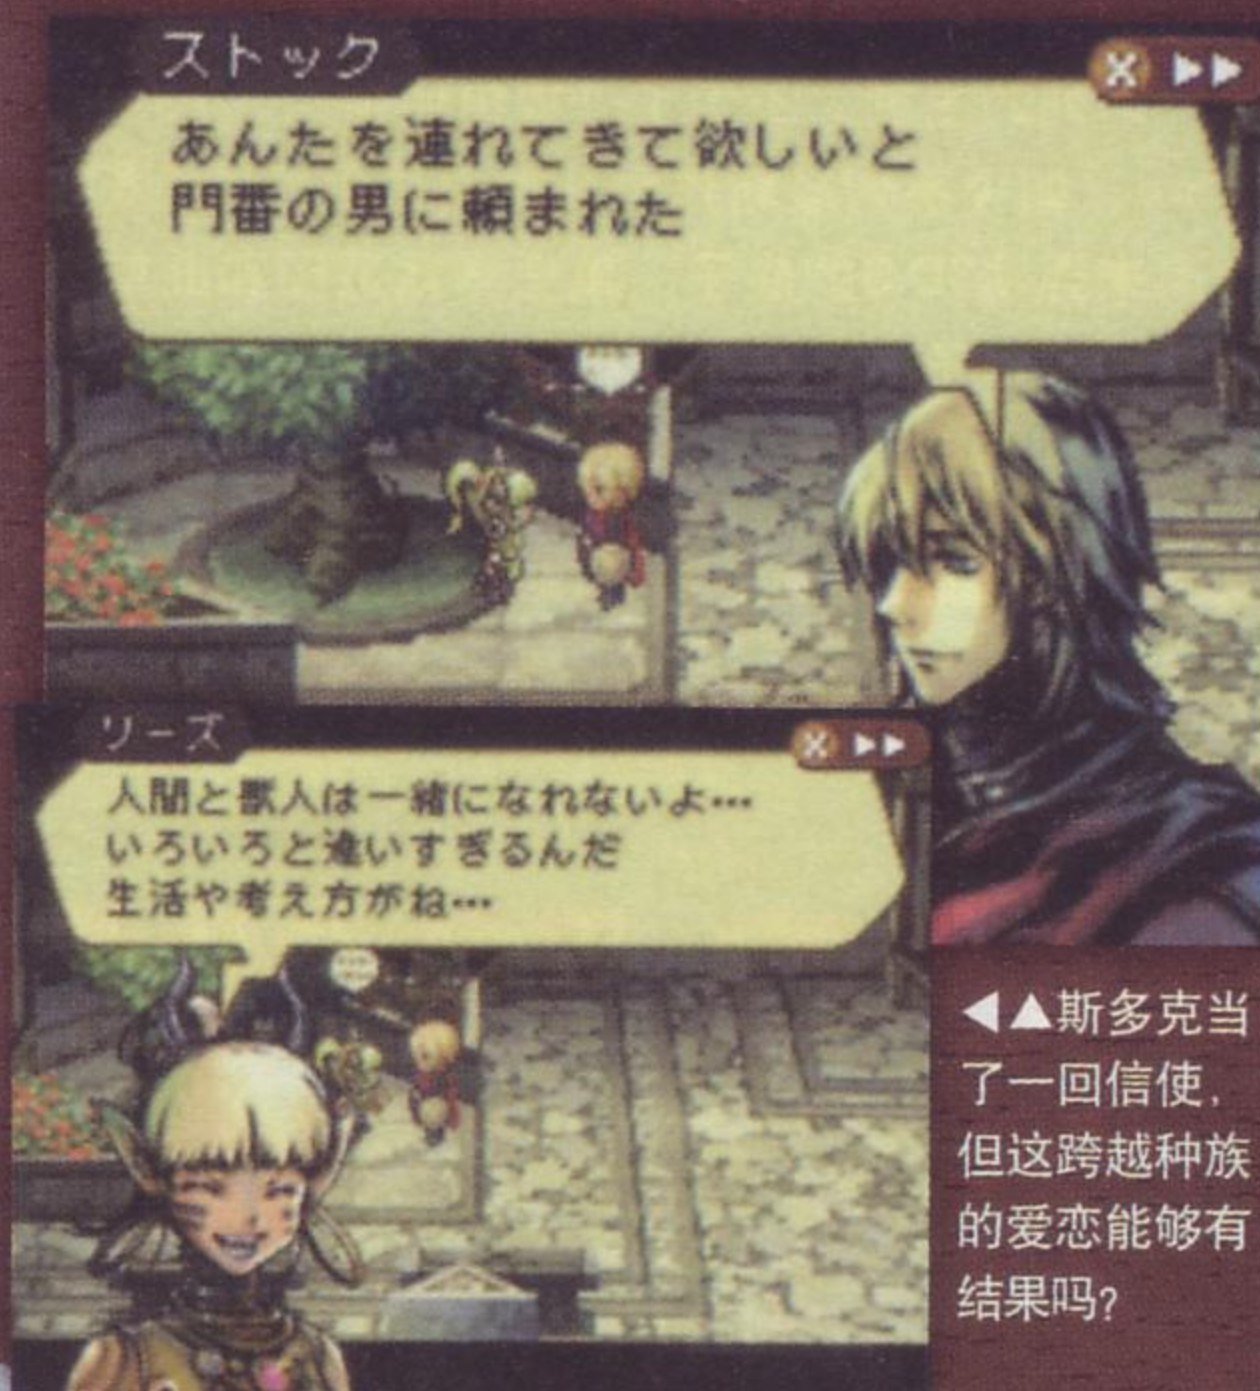 ストック
あんたを連れてきて欲しいと
門番の男に頼まれた
リーズ
人間と獣人は一緒になれないよ…
いろいろと違いすぎるんだ
生活や考え方がね…
◀▲斯多克当
了一回信使，
但这跨越种族
的爱恋能够有
结果吗？